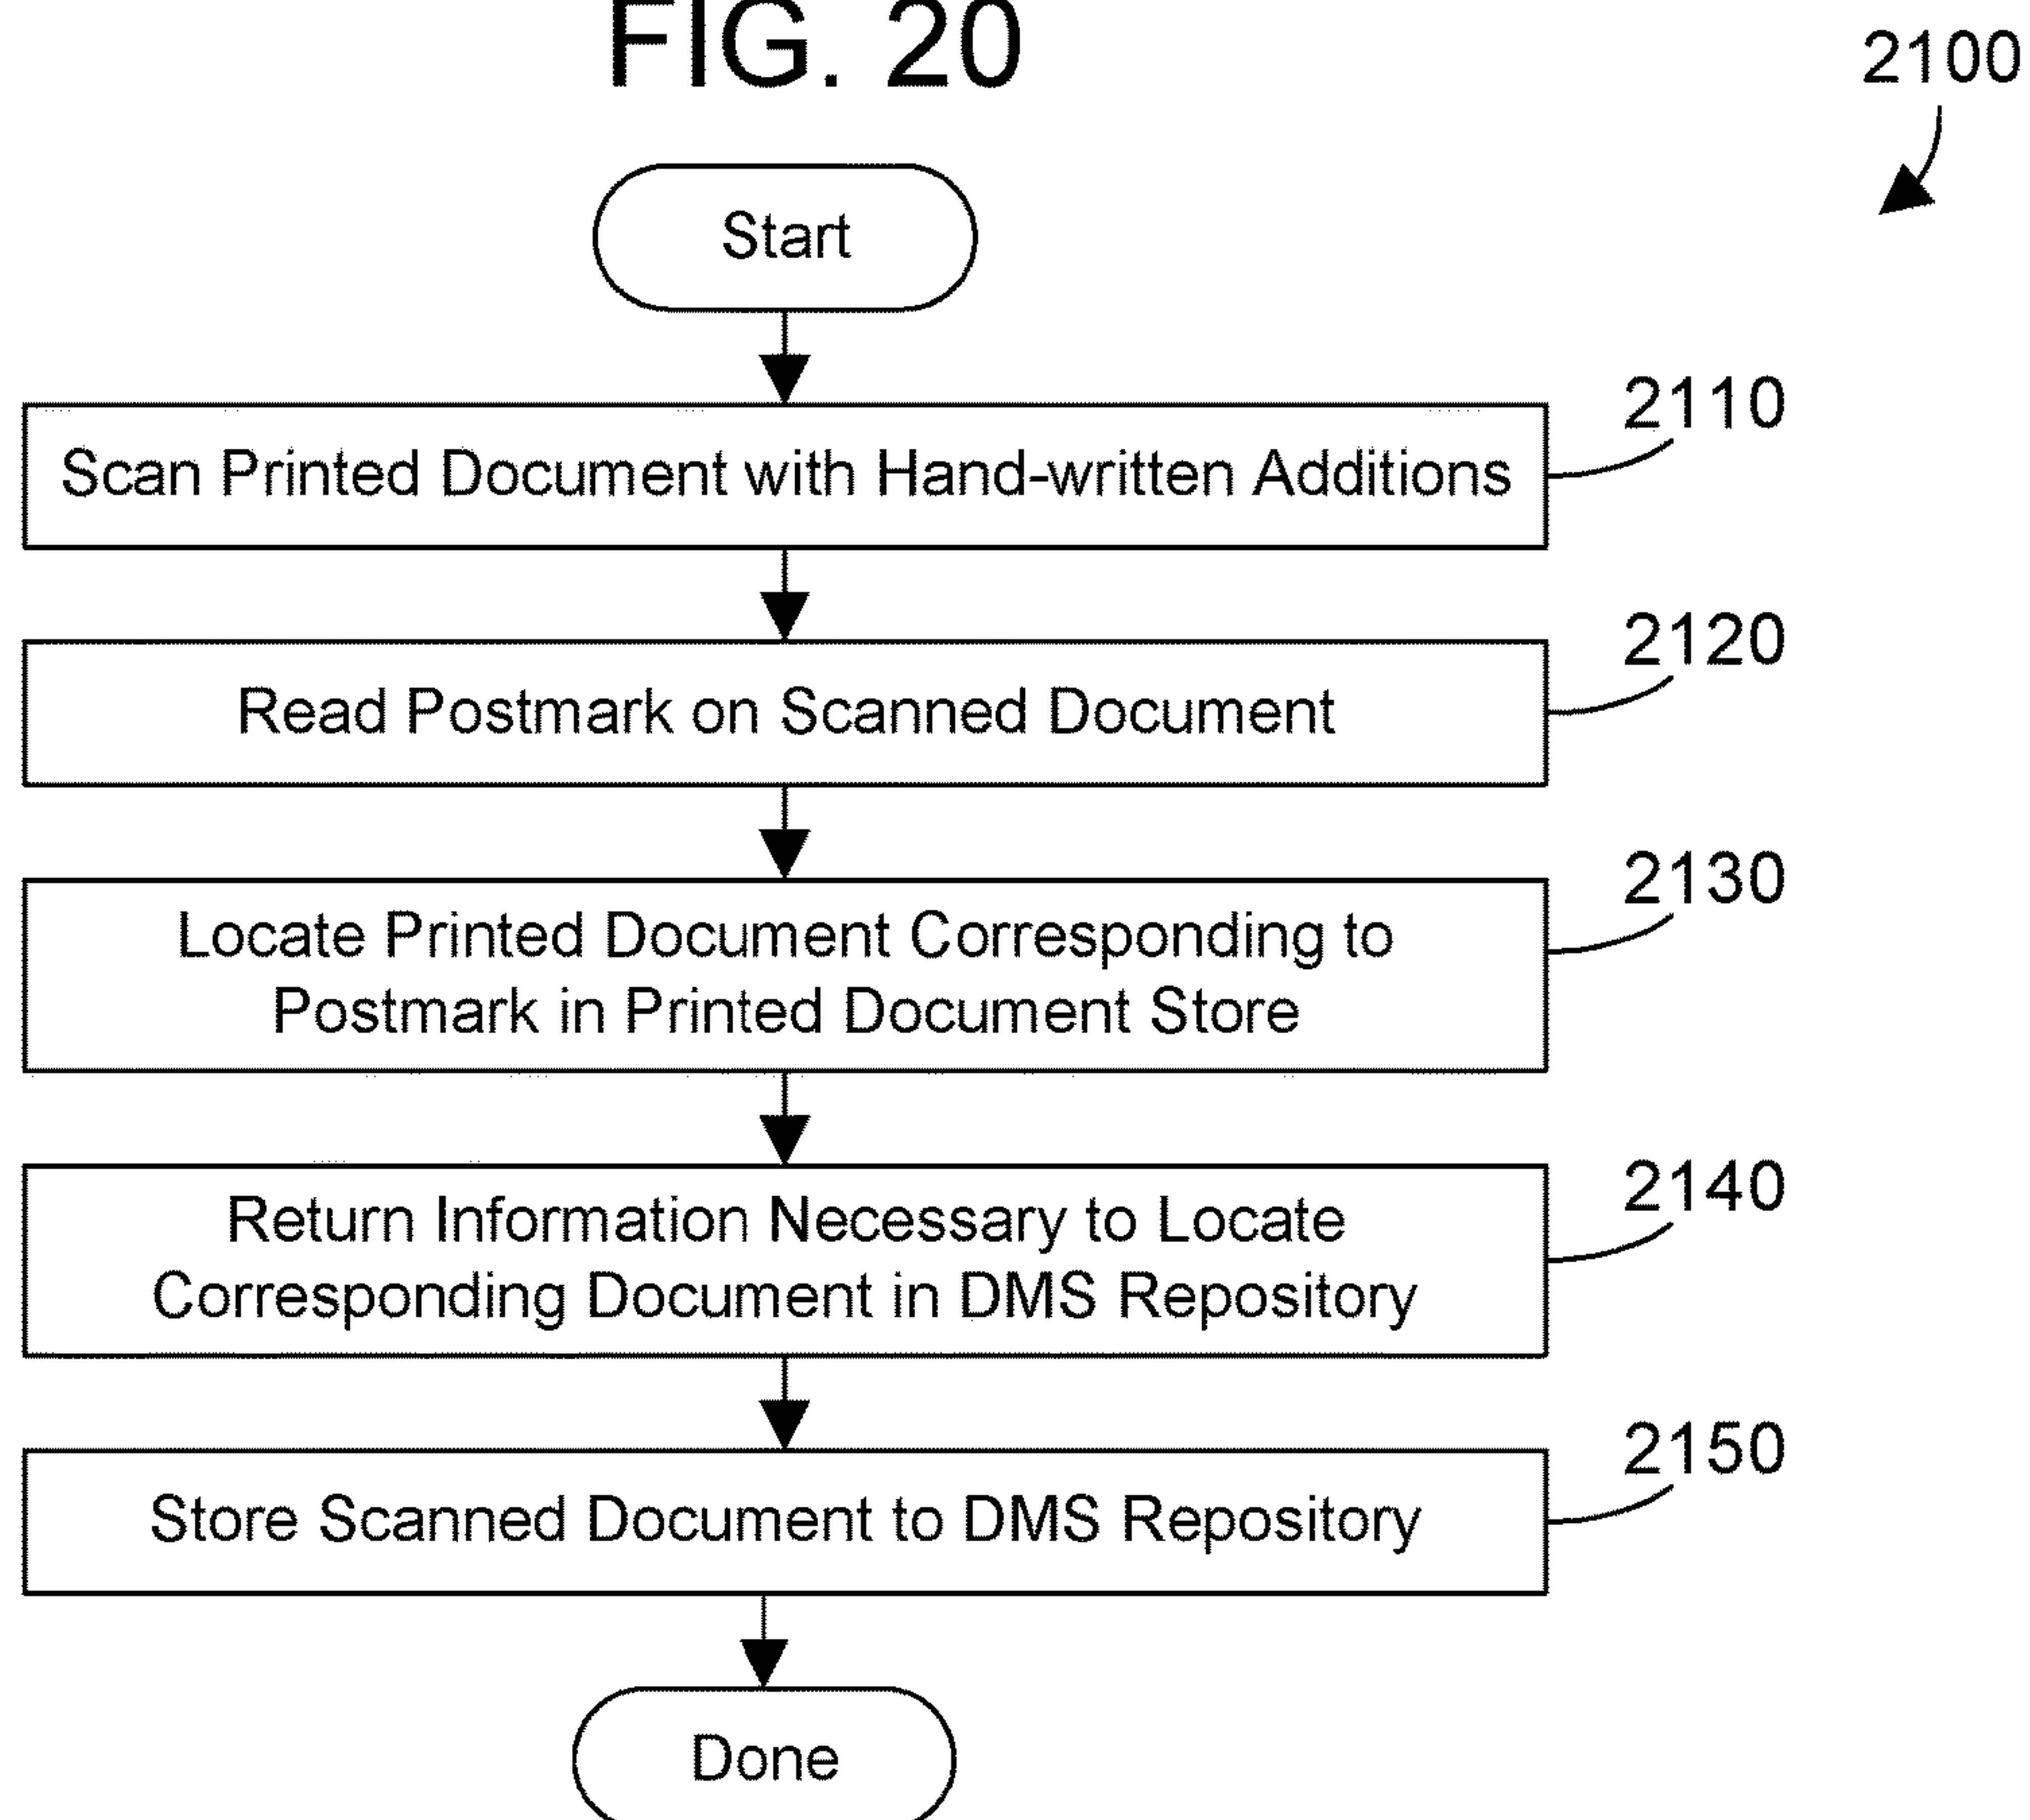 FIG. 20
2100
Start
2110
Scan Printed Document with Hand-written Additions
2120
Read Postmark on Scanned Document
2130
Locate Printed Document Corresponding to
Postmark in Printed Document Store
2140
Return Information Necessary to Locate
Corresponding Document in DMS Repository
2150
Store Scanned Document to DMS Repository
Done